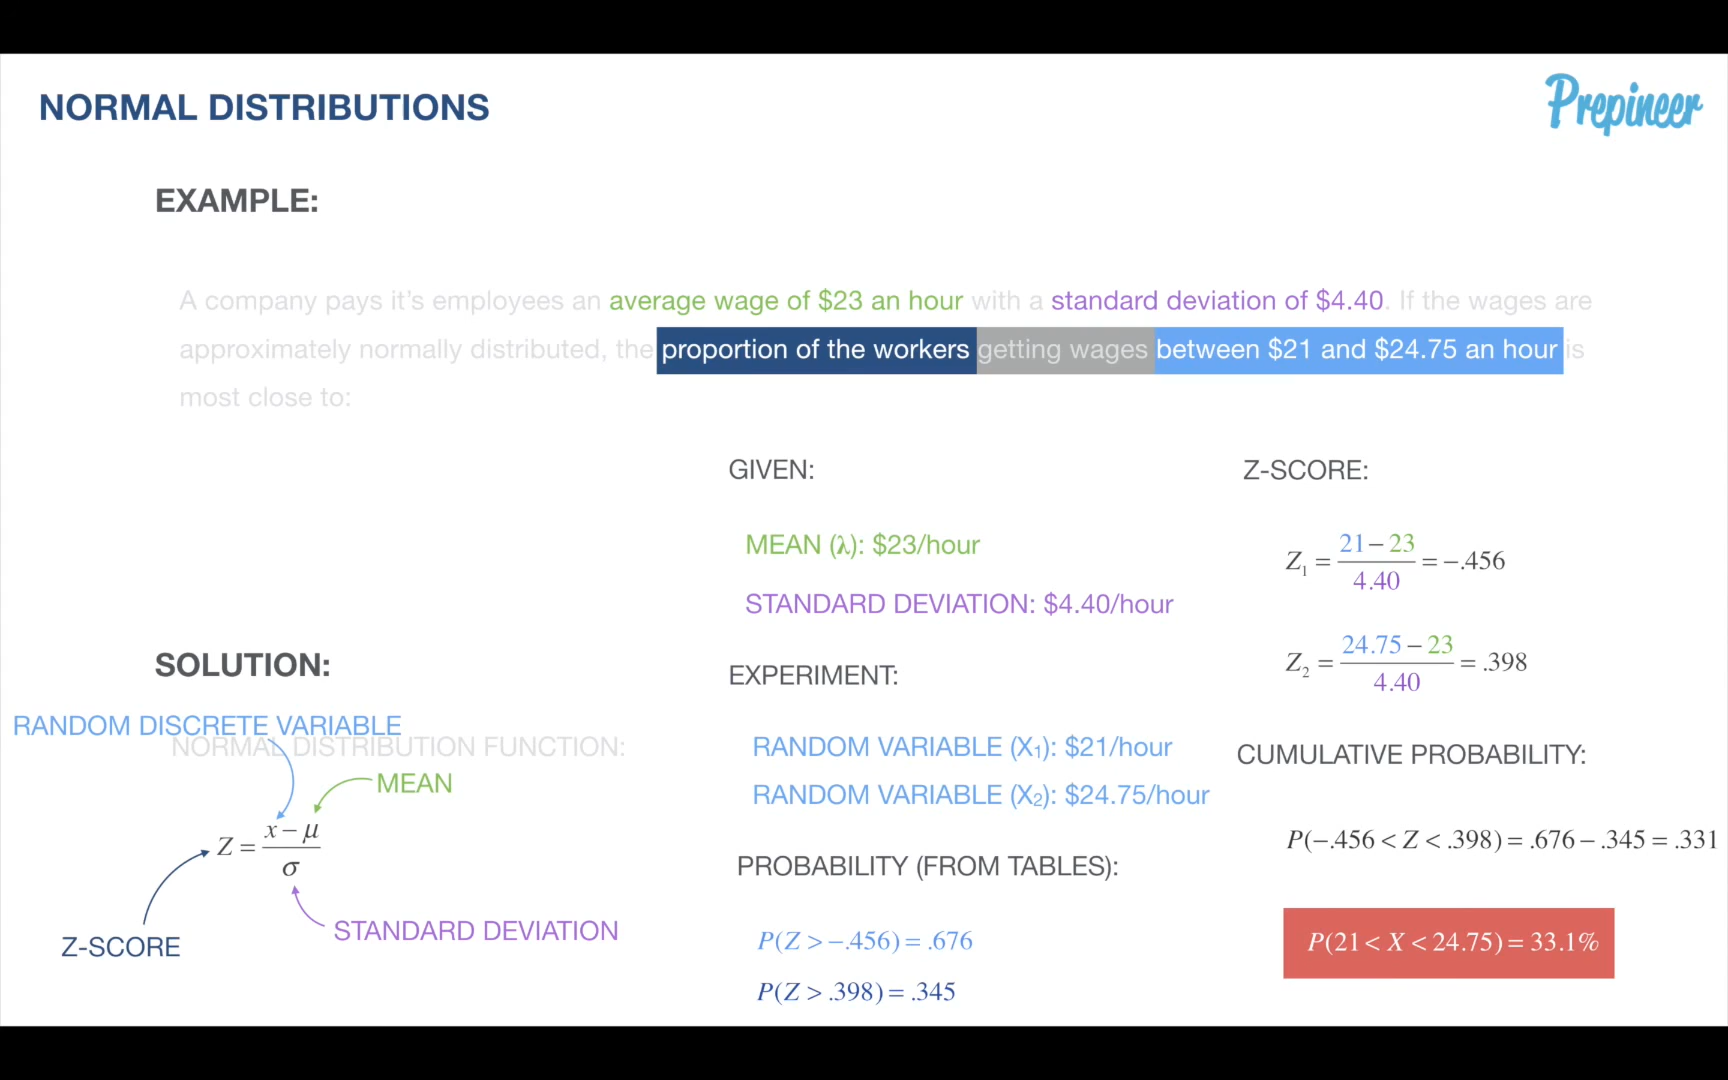 NORMAL DISTRIBUTIONS
Prepineer
EXAMPLE:
A company pays it's employees an average wage of $23 an hour with a standard deviation of $4.40. If the wages are
approximately normally distributed, the proportion of the workers getting wages between $21 and $24.75 an hour is
most close to:
SOLUTION:
RANDOM DISCRETE VARIABLE
NORMAL DISTRIBUTION FUNCTION:
MEAN
Z = (x − μ) / σ
Z-SCORE
STANDARD DEVIATION
GIVEN:
MEAN (λ): $23/hour
STANDARD DEVIATION: $4.40/hour
EXPERIMENT:
RANDOM VARIABLE (X₁): $21/hour
RANDOM VARIABLE (X₂): $24.75/hour
PROBABILITY (FROM TABLES):
P(Z > −.456) = .676
P(Z > .398) = .345
Z-SCORE:
Z₁ = (21 − 23) / 4.40 = −.456
Z₂ = (24.75 − 23) / 4.40 = .398
CUMULATIVE PROBABILITY:
P(−.456 < Z < .398) = .676 − .345 = .331
P(21 < X < 24.75) = 33.1%